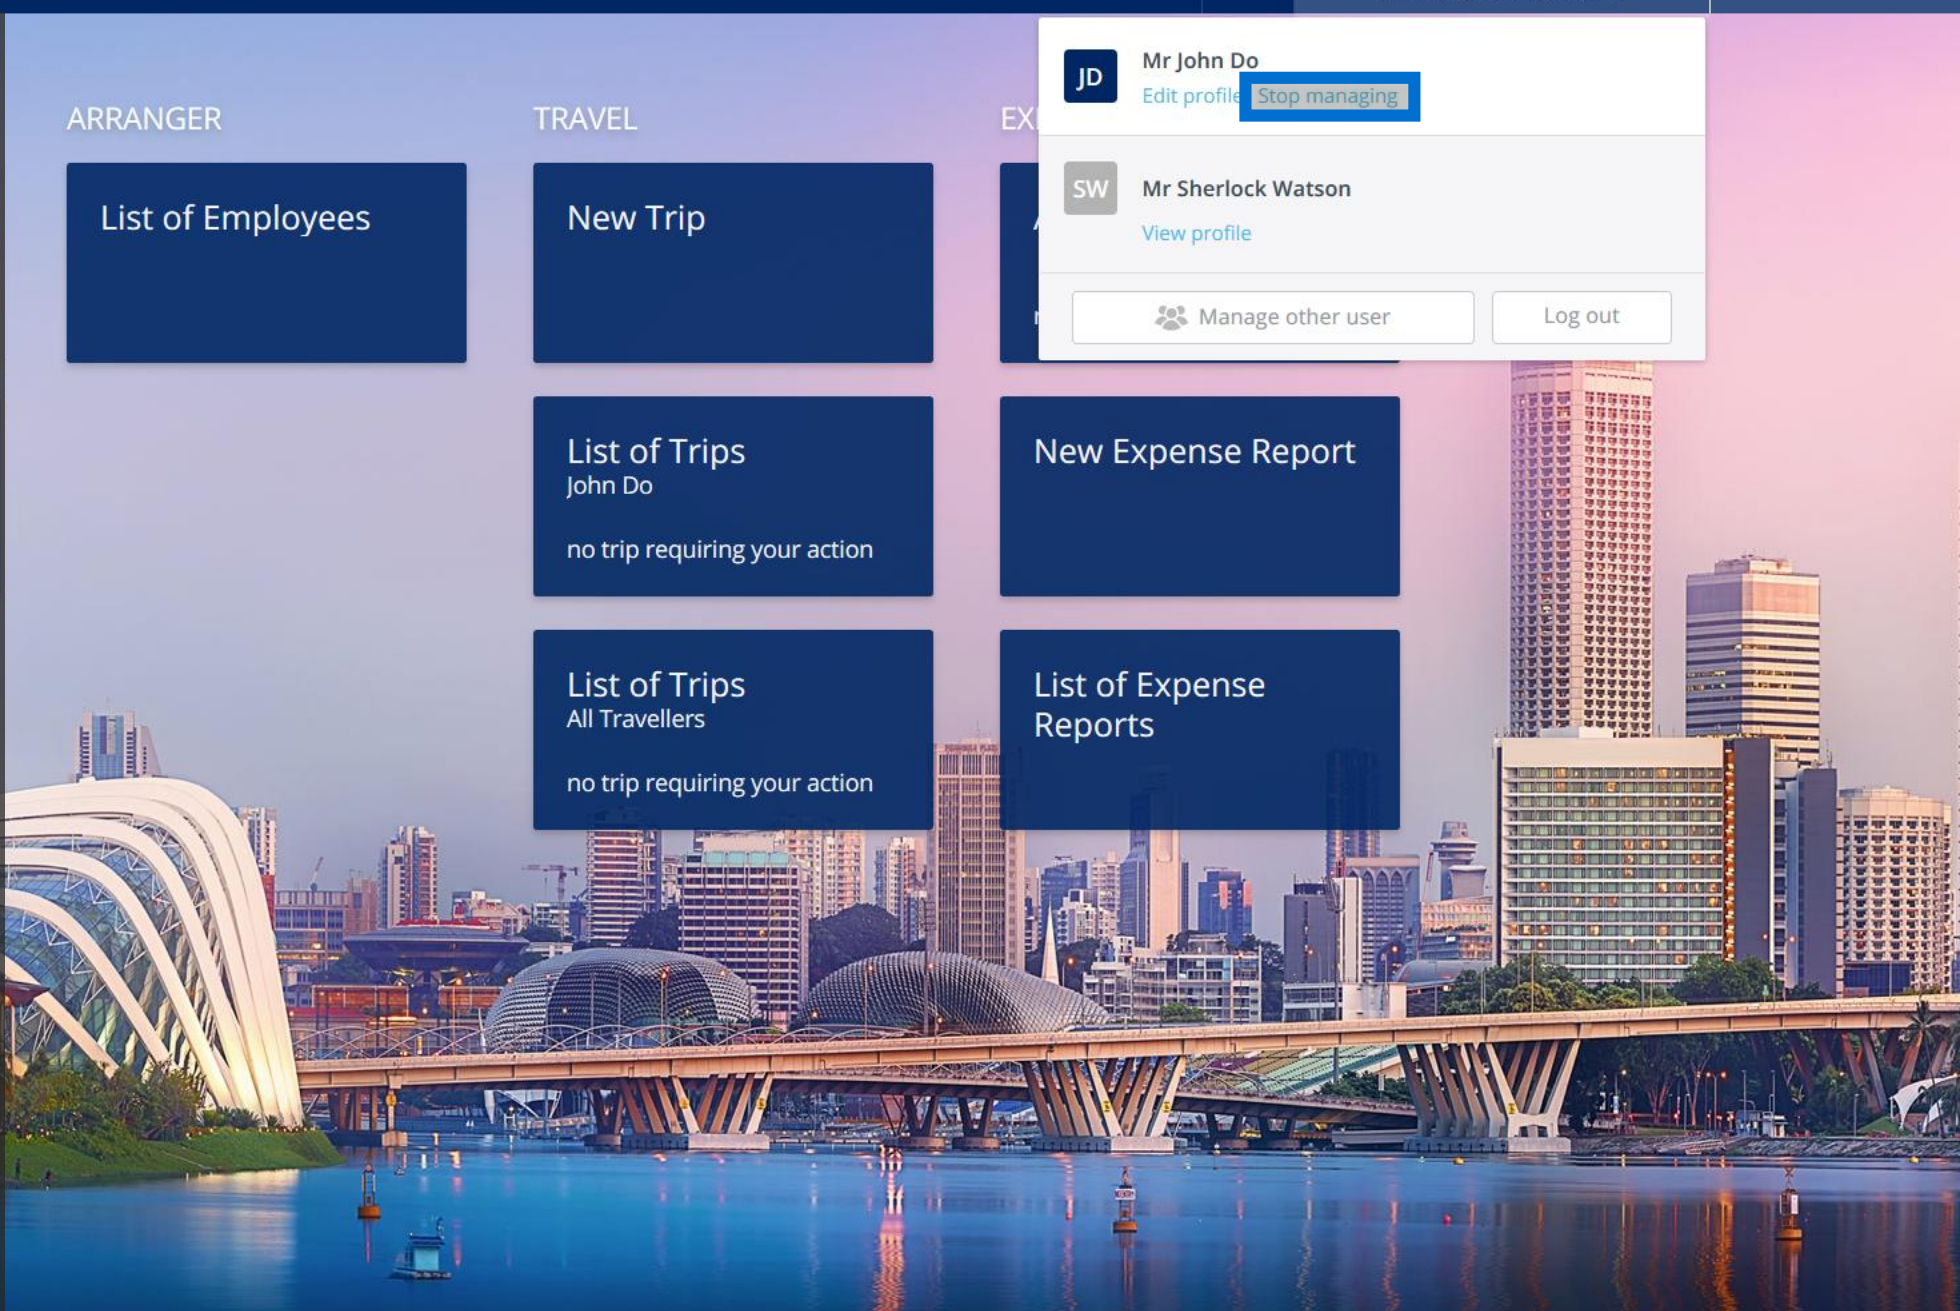 ARRANGER
List of Employees
TRAVEL
New Trip
List of Trips
John Do
no trip requiring your action
List of Trips
All Travellers
no trip requiring your action
EX
New Expense Report
List of Expense
Reports
JD
Mr John Do
Edit profile
Stop managing
SW
Mr Sherlock Watson
View profile
Manage other user
Log out